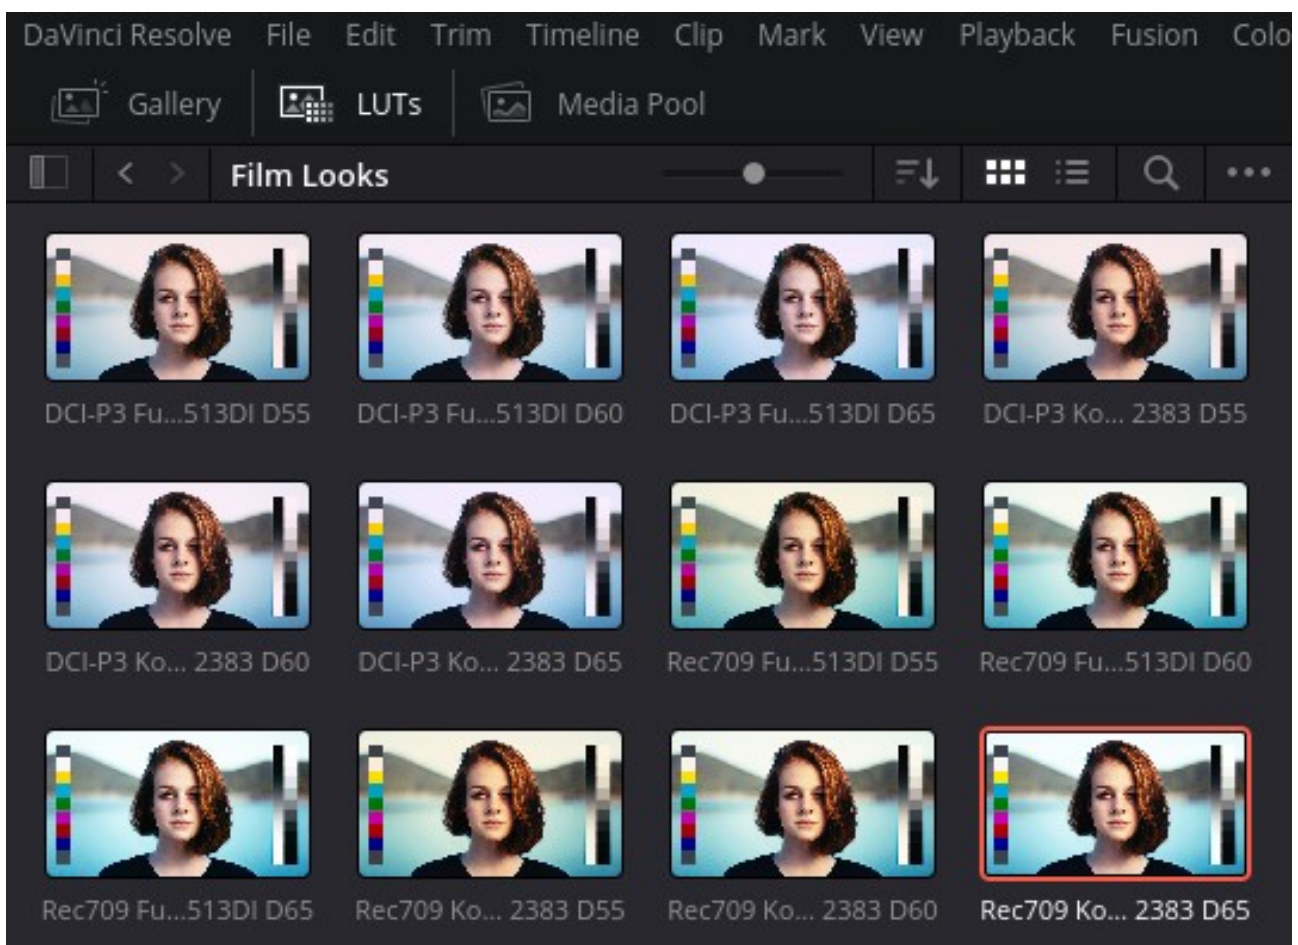 DaVinci Resolve File Edit Trim Timeline Clip Mark View Playback Fusion Colo
Gallery LUTs Media Pool
Film Looks
DCI-P3 Fu...513DI D55 DCI-P3 Fu...513DI D60 DCI-P3 Fu...513DI D65 DCI-P3 Ko... 2383 D55
DCI-P3 Ko... 2383 D60 DCI-P3 Ko... 2383 D65 Rec709 Fu...513DI D55 Rec709 Fu...513DI D60
Rec709 Fu...513DI D65 Rec709 Ko... 2383 D55 Rec709 Ko... 2383 D60 Rec709 Ko... 2383 D65